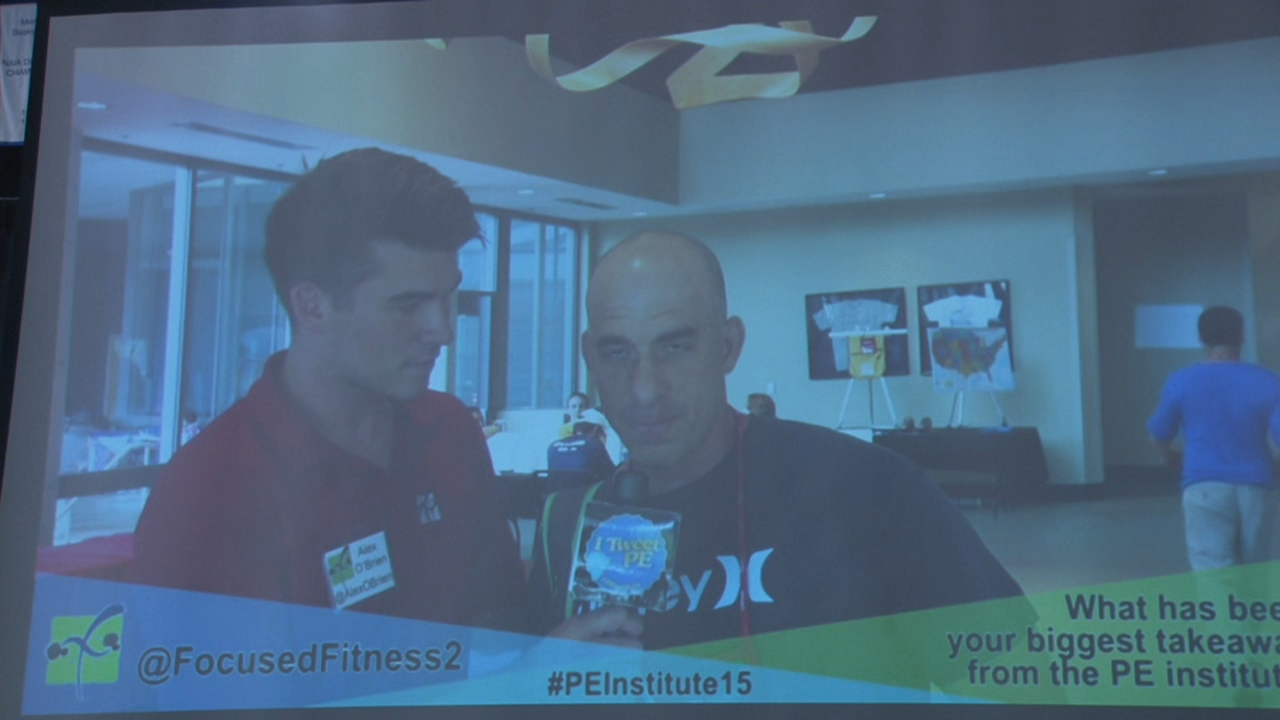 I Tweet
PE
Alex
O'Brien
@AlexOBrien
@FocusedFitness2
#PEInstitute15
What has bee
your biggest takeawa
from the PE institut